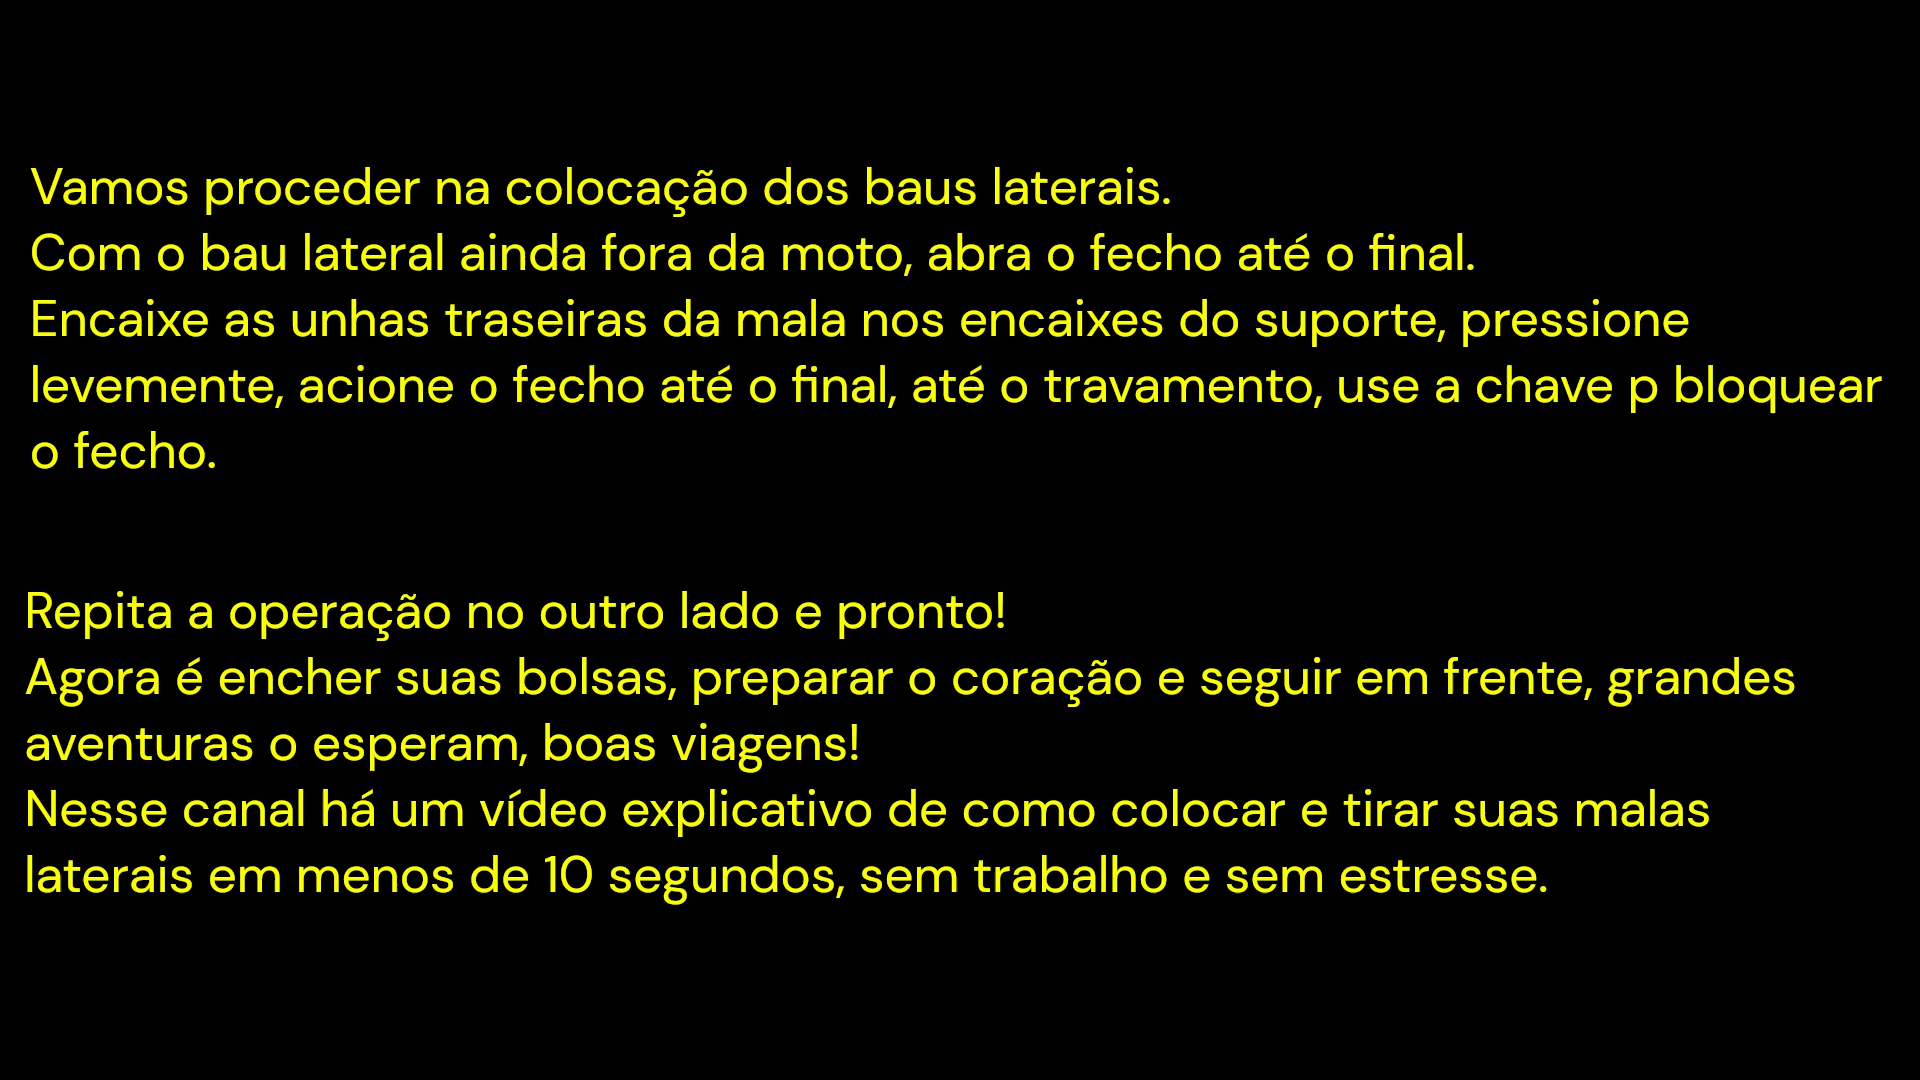 Vamos proceder na colocação dos baus laterais.
Com o bau lateral ainda fora da moto, abra o fecho até o final.
Encaixe as unhas traseiras da mala nos encaixes do suporte, pressione
levemente, acione o fecho até o final, até o travamento, use a chave p bloquear
o fecho.
Repita a operação no outro lado e pronto!
Agora é encher suas bolsas, preparar o coração e seguir em frente, grandes
aventuras o esperam, boas viagens!
Nesse canal há um vídeo explicativo de como colocar e tirar suas malas
laterais em menos de 10 segundos, sem trabalho e sem estresse.